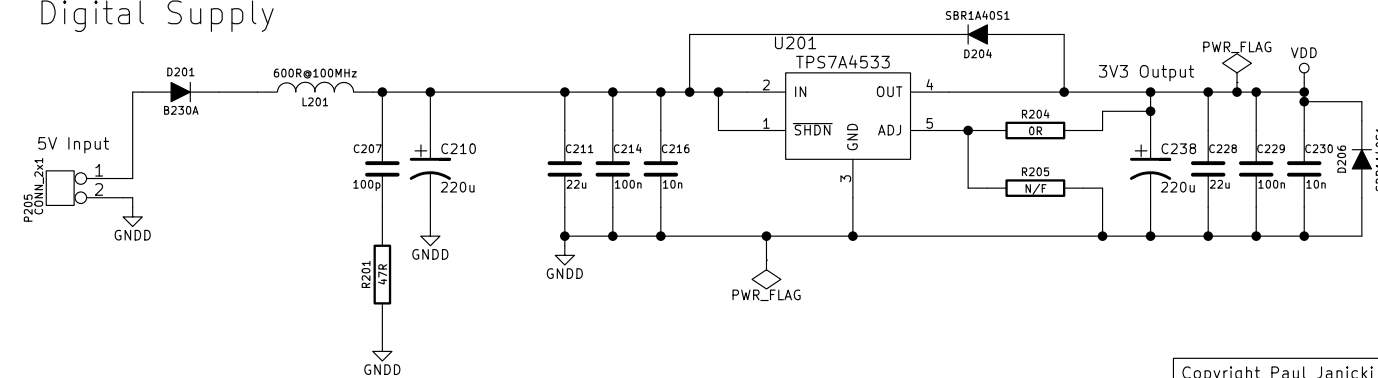 Digital Supply
SBR1A40S1
D204
U201
TPS7A4533
PWR_FLAG
VDD
D201
B230A
600R@100MHz
L201
3V3 Output
2
IN
OUT
4
1
SHDN
GND
ADJ
5
3
R204
0R
R205
N/F
5V Input
P205
CONN_2x1
1
2
GNDD
C207
100p
C210
220u
C211
22u
C214
100n
C216
10n
C238
220u
C228
22u
C229
100n
C230
10n
D206
R201
47R
GNDD
GNDD
PWR_FLAG
GNDD
Copyright Paul Janicki